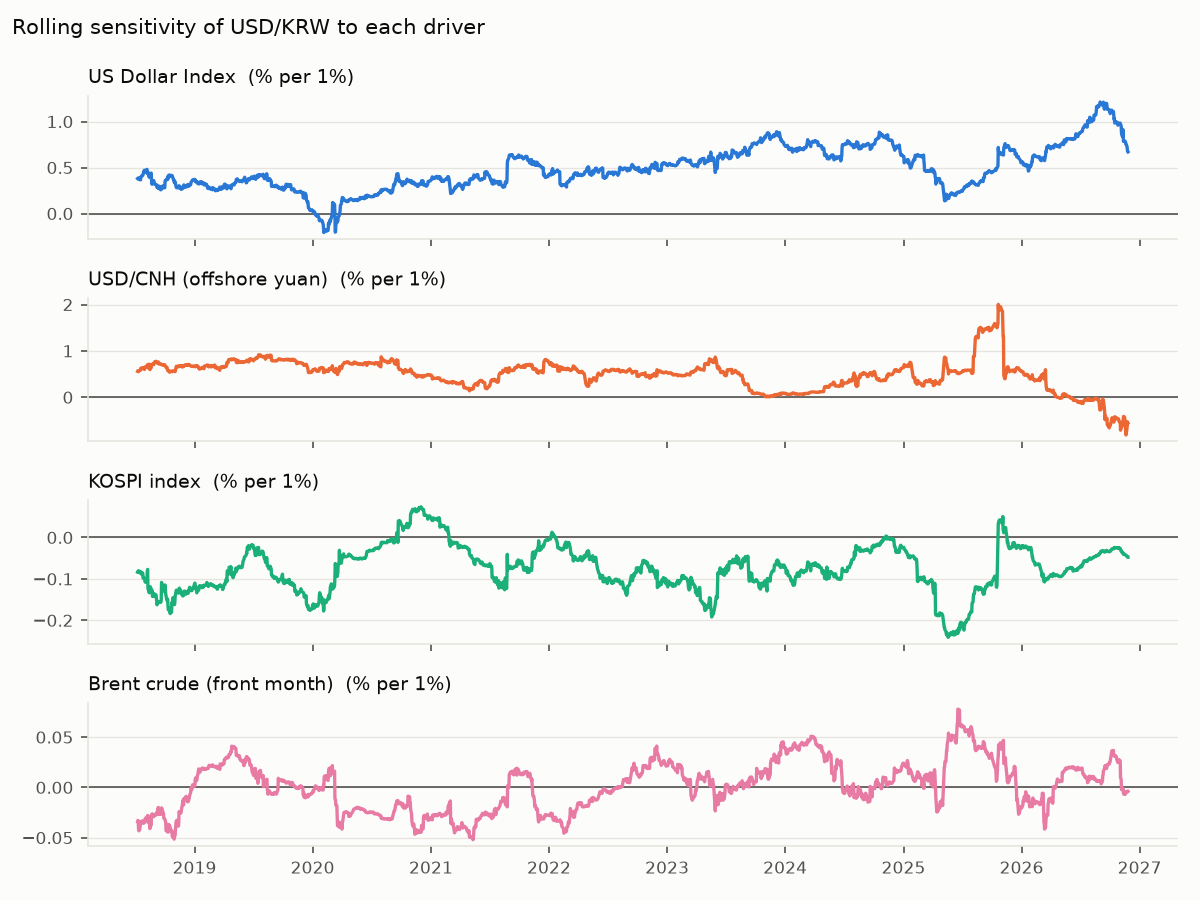 Rolling sensitivity of USD/KRW to each driver
US Dollar Index  (% per 1%)
1.0
0.5
0.0
USD/CNH (offshore yuan)  (% per 1%)
2
1
0
KOSPI index  (% per 1%)
0.0
−0.1
−0.2
Brent crude (front month)  (% per 1%)
0.05
0.00
−0.05
2019 2020 2021 2022 2023 2024 2025 2026 2027